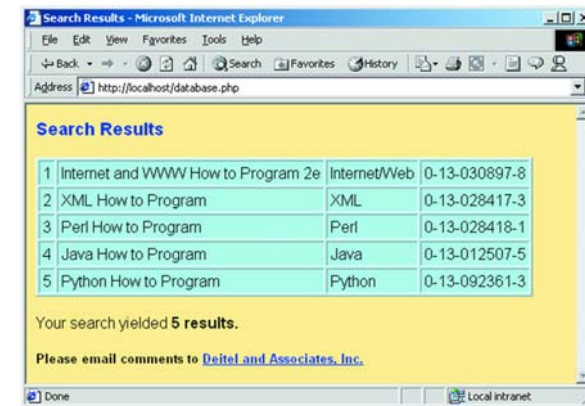 Search Results - Microsoft Internet Explorer
File Edit View Favorites Tools Help
Back Search Favorites History
Address http://localhost/database.php
Search Results
1 Internet and WWW How to Program 2e Internet/Web 0-13-030897-8
2 XML How to Program XML 0-13-028417-3
3 Perl How to Program Perl 0-13-028418-1
4 Java How to Program Java 0-13-012507-5
5 Python How to Program Python 0-13-092361-3
Your search yielded 5 results.
Please email comments to Deitel and Associates, Inc.
Done Local intranet